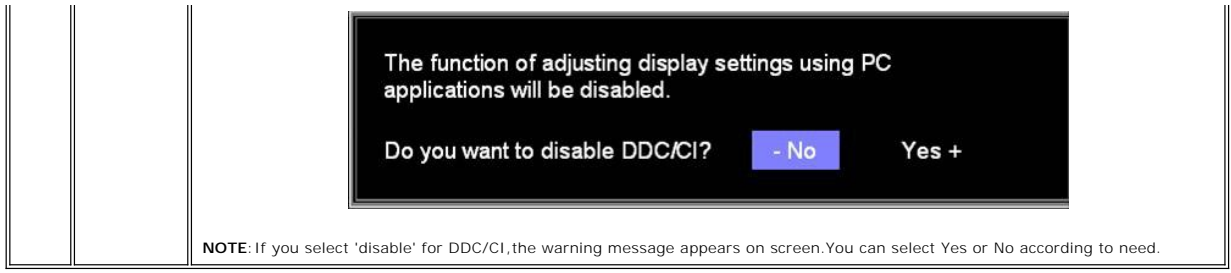 The function of adjusting display settings using PC
applications will be disabled.
Do you want to disable DDC/CI? - No Yes +
NOTE: If you select 'disable' for DDC/CI,the warning message appears on screen.You can select Yes or No according to need.